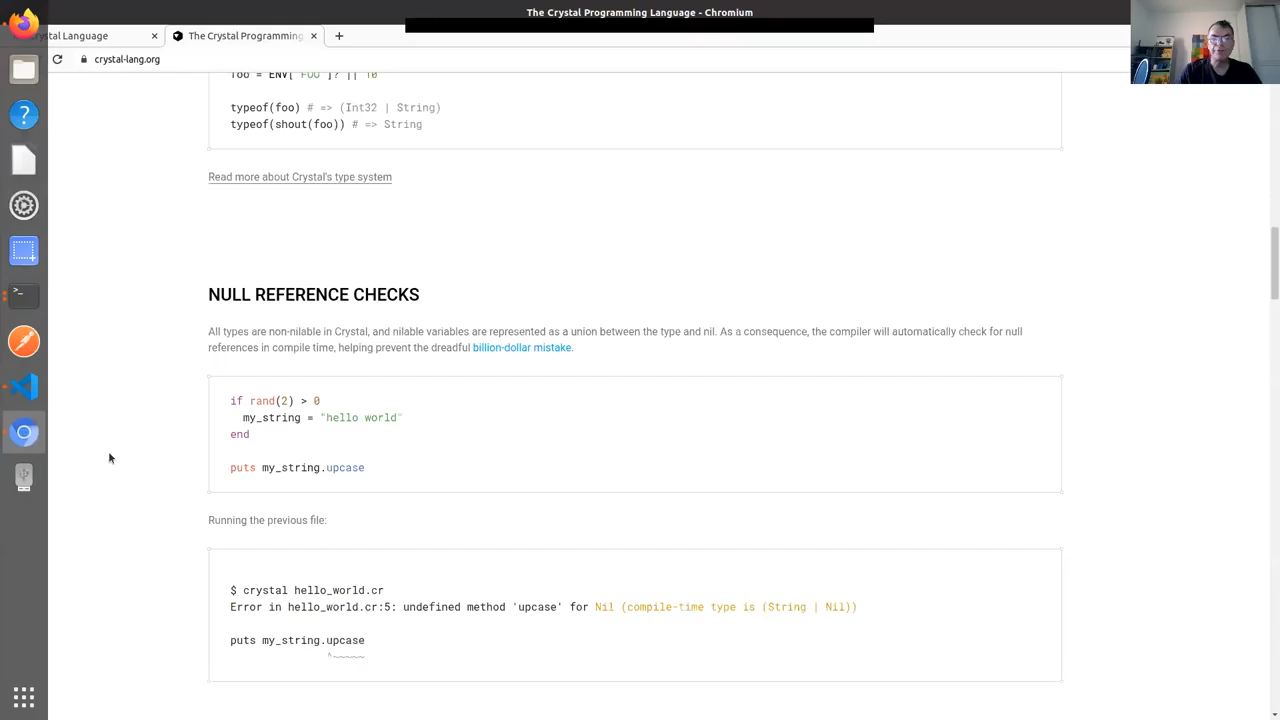 The Crystal Programming Language - Chromium
ystal Language
The Crystal Programming
crystal-lang.org
foo = ENV["FOO"]? || 10
typeof(foo) # => (Int32 | String)
typeof(shout(foo)) # => String
Read more about Crystal's type system
NULL REFERENCE CHECKS
All types are non-nilable in Crystal, and nilable variables are represented as a union between the type and nil. As a consequence, the compiler will automatically check for null
references in compile time, helping prevent the dreadful billion-dollar mistake.
if rand(2) > 0
my_string = "hello world"
end
puts my_string.upcase
Running the previous file:
$ crystal hello_world.cr
Error in hello_world.cr:5: undefined method 'upcase' for Nil (compile-time type is (String | Nil))
puts my_string.upcase
^~~~~~